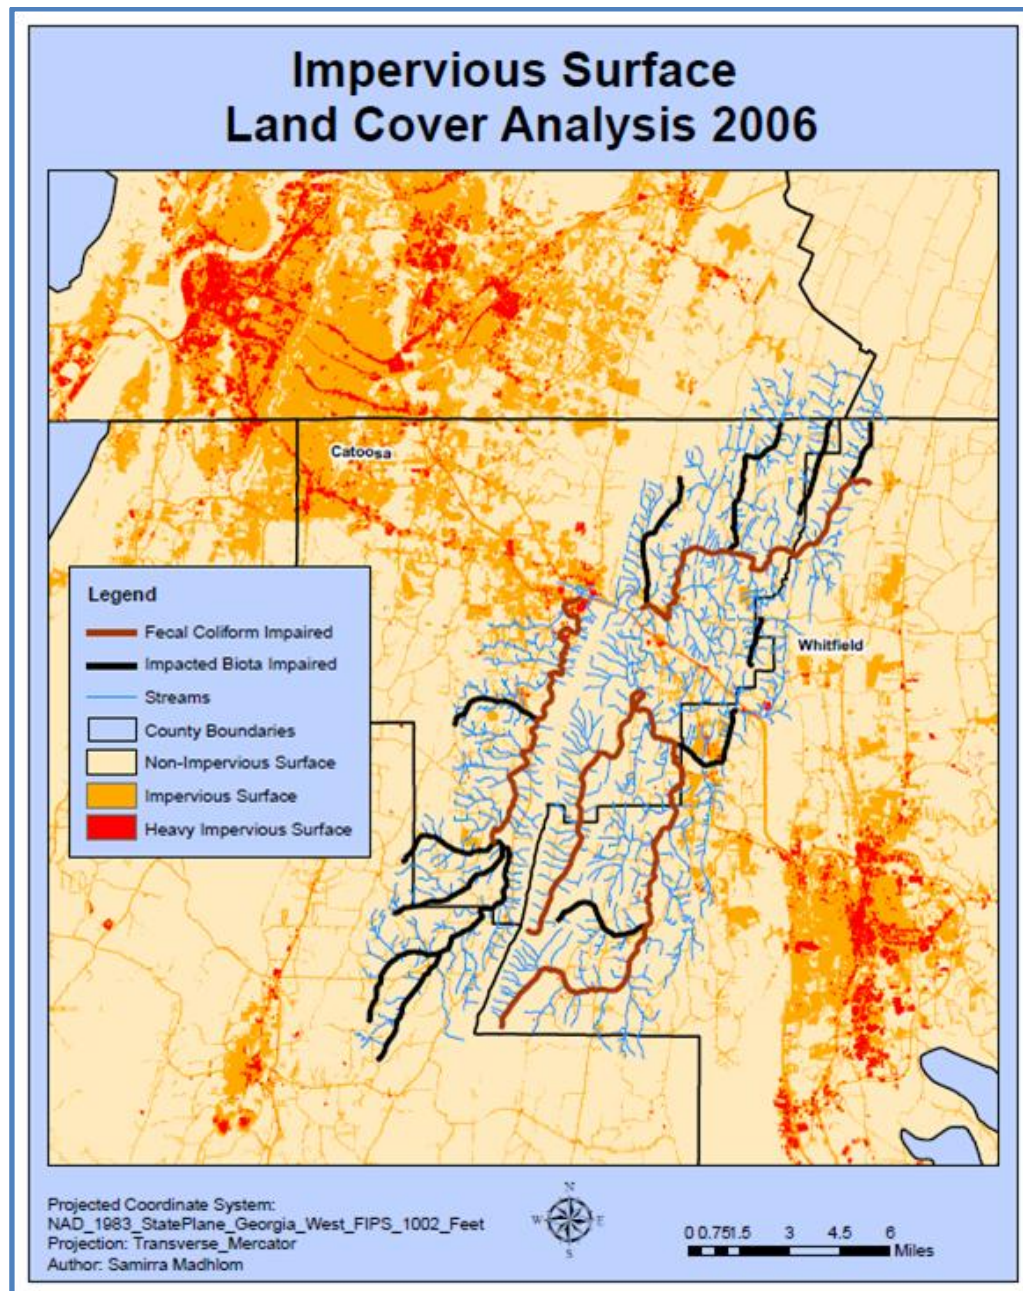 Impervious Surface
Land Cover Analysis 2006
Catoosa
Legend
Fecal Coliform Impaired
Impacted Biota Impaired
Streams
County Boundaries
Non-Impervious Surface
Impervious Surface
Heavy Impervious Surface
Whitfield
Projected Coordinate System:
NAD_1983_StatePlane_Georgia_West_FIPS_1002_Feet
Projection: Transverse_Mercator
Author: Samirra Madhlom
N
W E
S
0 0.75 1.5 3 4.5 6
Miles